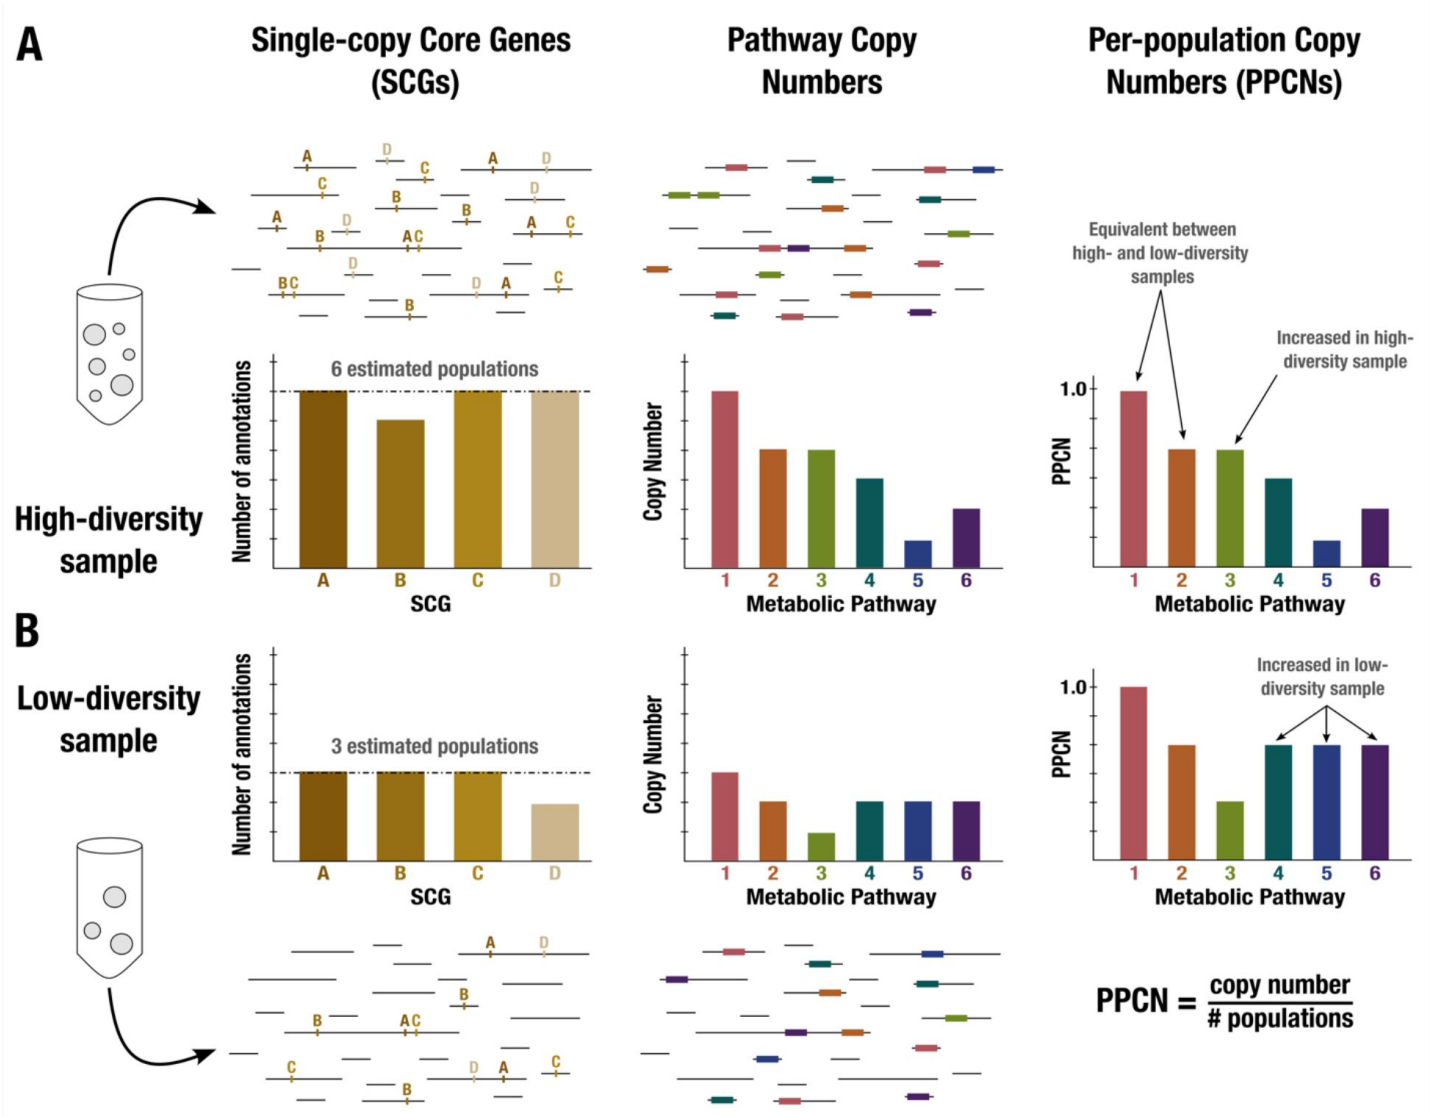 A
Single-copy Core Genes
(SCGs)
Pathway Copy
Numbers
Per-population Copy
Numbers (PPCNs)
A
D
C
A
D
C
B
D
A
D
B
A
C
B
A C
D
B C
D
A
C
B
Equivalent between
high- and low-diversity
samples
Increased in high-
diversity sample
High-diversity
sample
6 estimated populations
Number of annotations
A B C D
SCG
Copy Number
1 2 3 4 5 6
Metabolic Pathway
1.0
PPCN
1 2 3 4 5 6
Metabolic Pathway
B
Low-diversity
sample
3 estimated populations
Number of annotations
A B C D
SCG
Copy Number
1 2 3 4 5 6
Metabolic Pathway
Increased in low-
diversity sample
1.0
PPCN
1 2 3 4 5 6
Metabolic Pathway
A
D
B
B
A C
C
D
A
C
B
PPCN = copy number
# populations